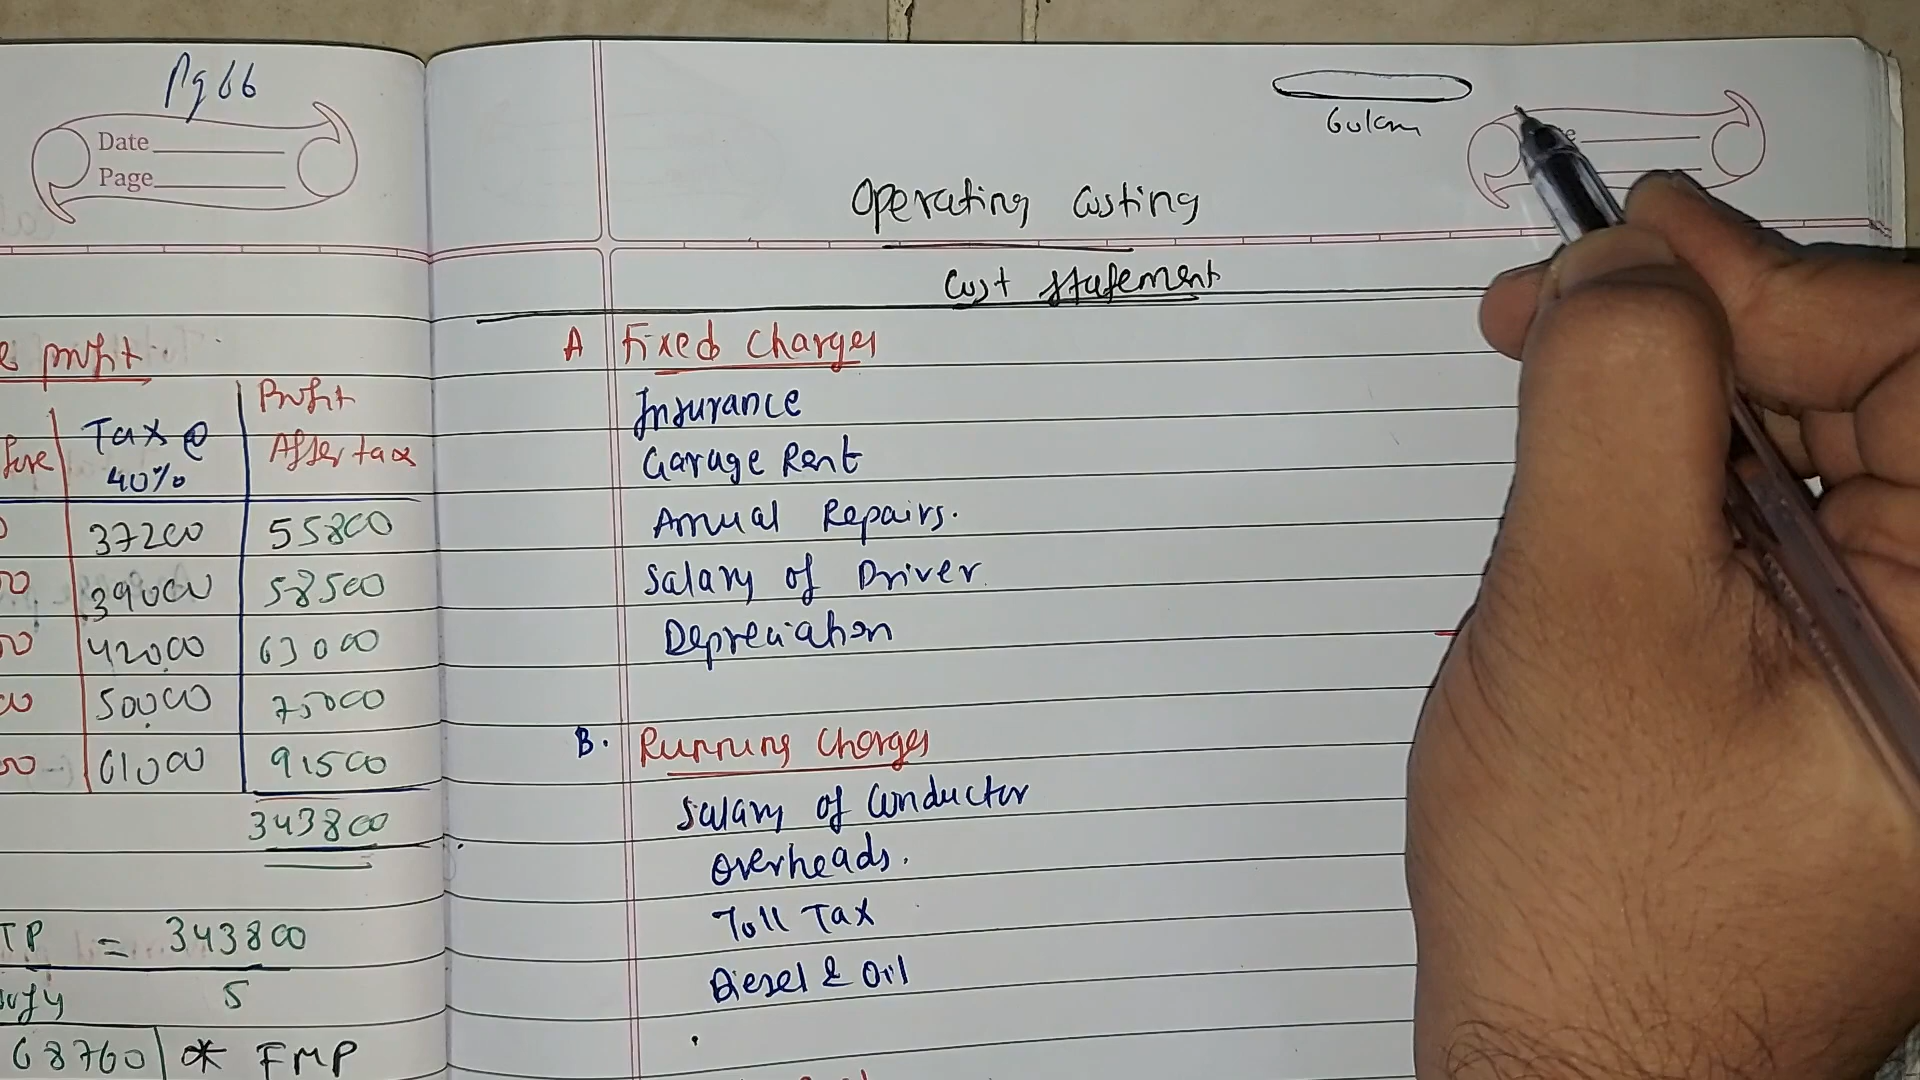 Pg 66
Date
Page
& profit.
Tax @
40%
Profit
After tax
37200 55800
39000 58500
42000 63000
50000 75000
61000 91500
343800
TP = 343800
5
68760 * FMP
Operating Costing
Cost Statement
A Fixed Charges
Insurance
Garage Rent
Annual Repairs.
Salary of Driver
Depreciation
B. Running Charges
Salary of Conductor
Overheads.
Toll Tax
Diesel & Oil